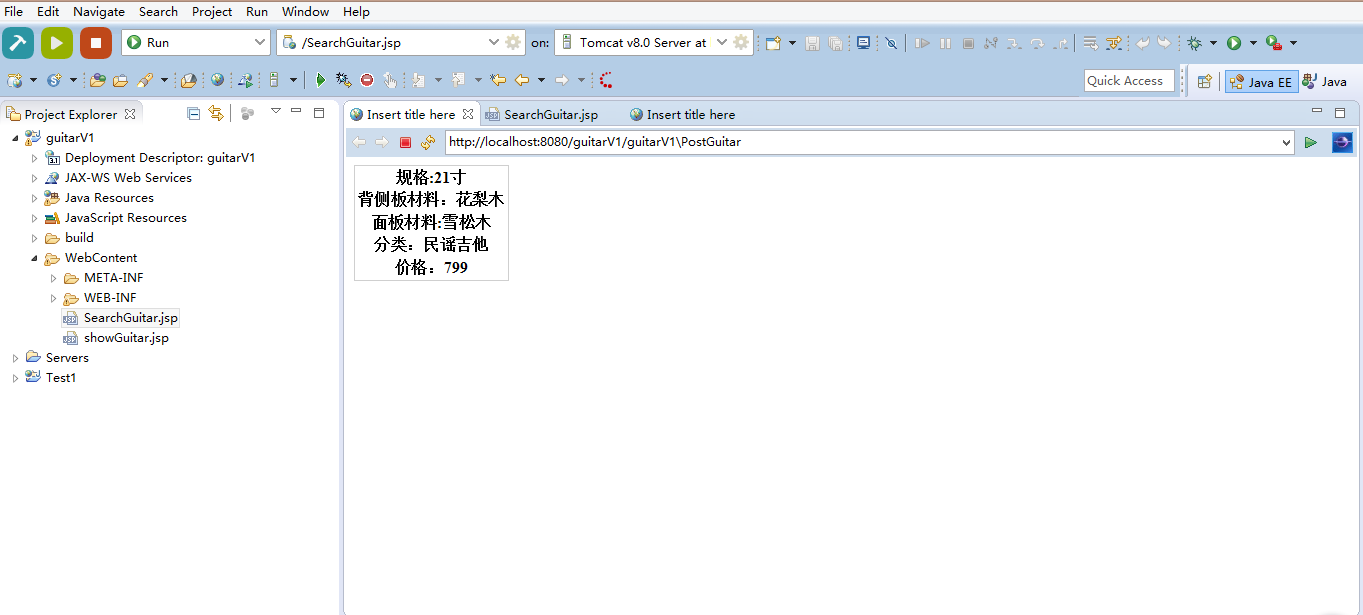 File Edit Navigate Search Project Run Window Help
Run /SearchGuitar.jsp on: Tomcat v8.0 Server at l
Quick Access Java EE Java
Project Explorer
guitarV1
Deployment Descriptor: guitarV1
JAX-WS Web Services
Java Resources
JavaScript Resources
build
WebContent
META-INF
WEB-INF
SearchGuitar.jsp
showGuitar.jsp
Servers
Test1
Insert title here SearchGuitar.jsp Insert title here
http://localhost:8080/guitarV1/guitarV1\PostGuitar
规格:21寸
背侧板材料：花梨木
面板材料:雪松木
分类：民谣吉他
价格：799